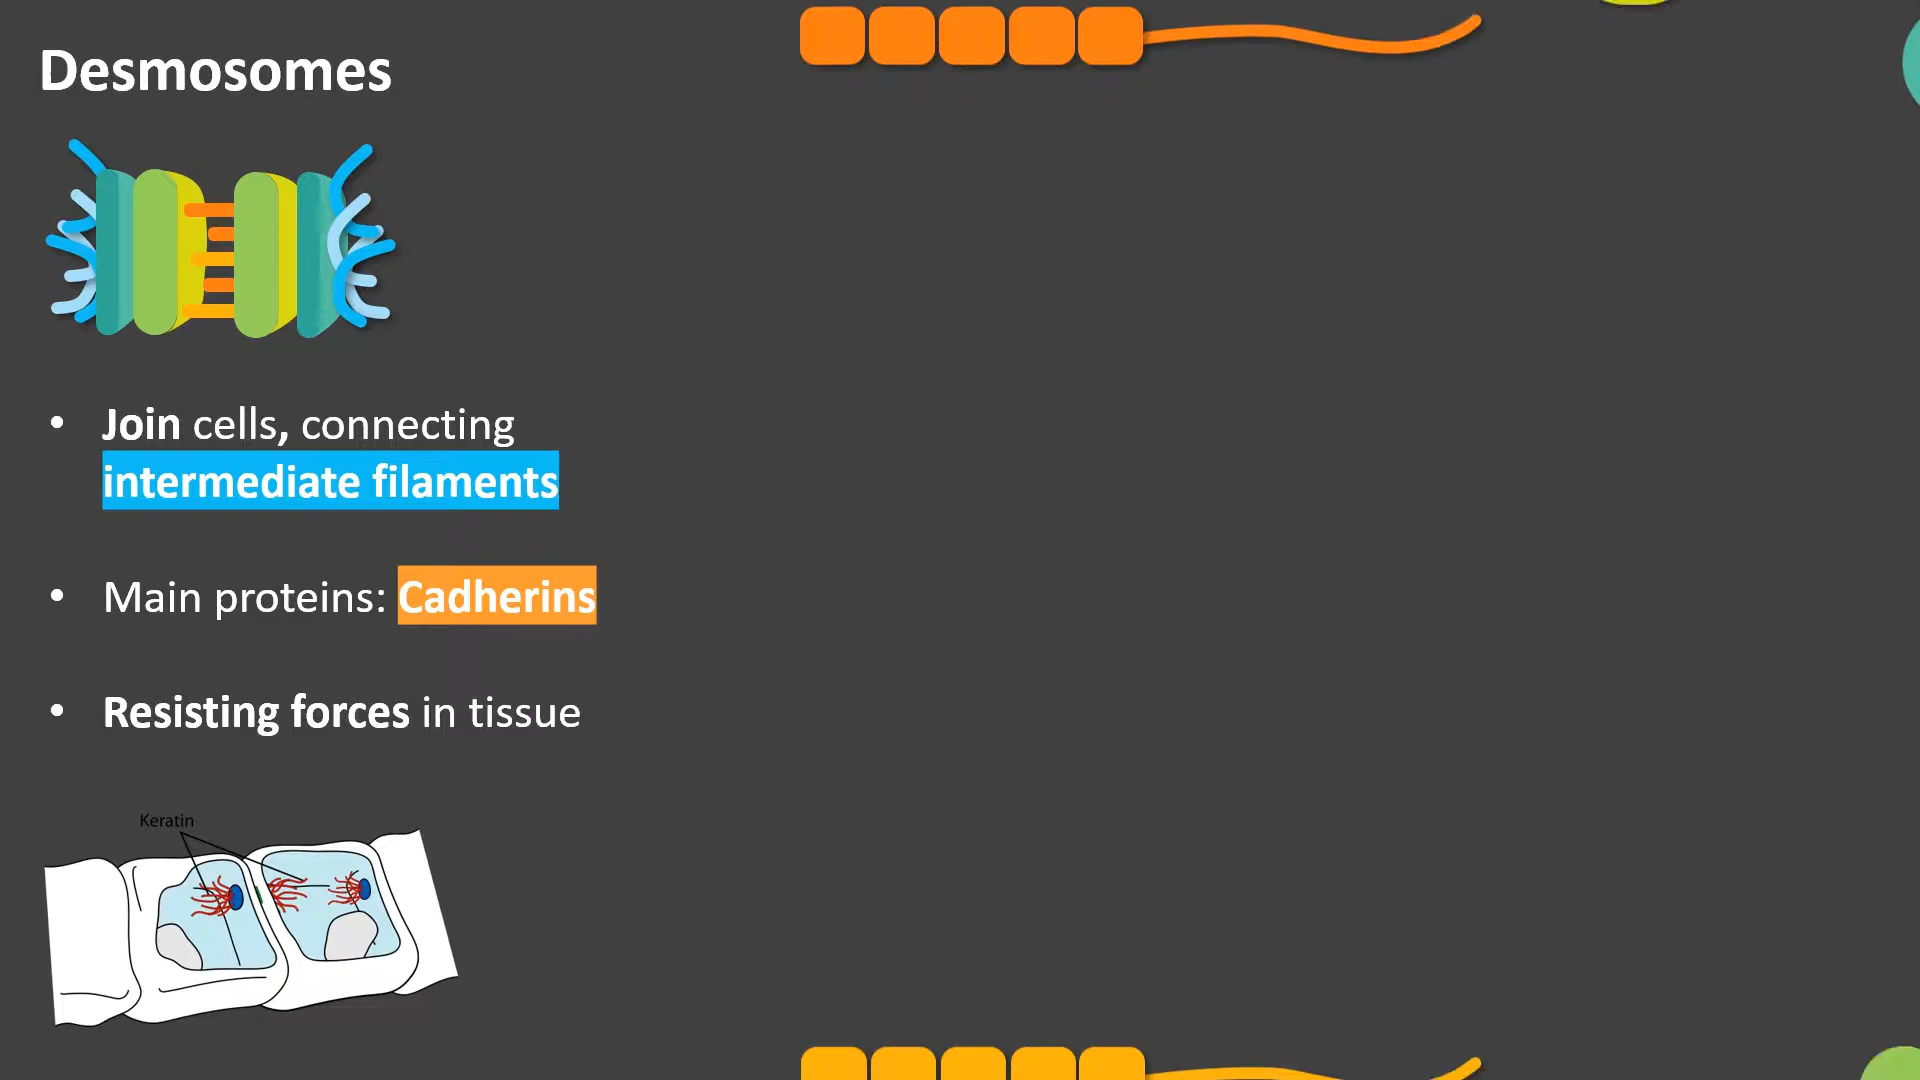 Desmosomes
• Join cells, connecting
intermediate filaments
• Main proteins: Cadherins
• Resisting forces in tissue
Keratin